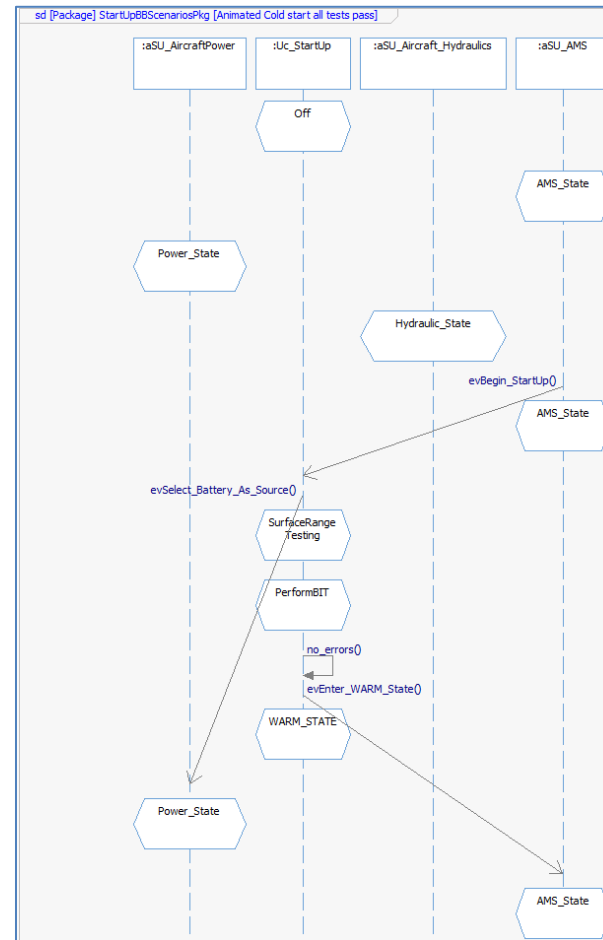 sd [Package] StartUpBBScenariosPkg [Animated Cold start all tests pass]
:aSU_AircraftPower
:Uc_StartUp
:aSU_Aircraft_Hydraulics
:aSU_AMS
Off
AMS_State
Power_State
Hydraulic_State
evBegin_StartUp()
AMS_State
evSelect_Battery_As_Source()
SurfaceRange
Testing
PerformBIT
no_errors()
evEnter_WARM_State()
WARM_STATE
Power_State
AMS_State